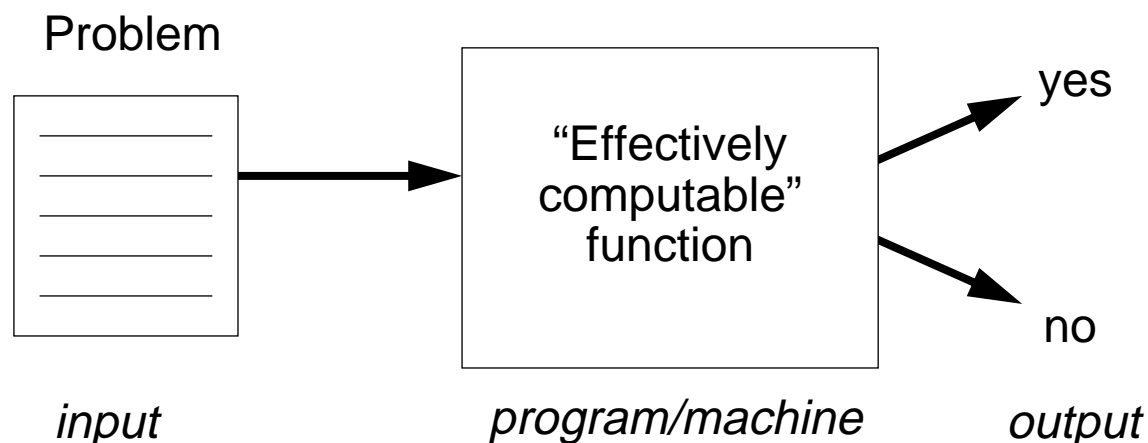 Problem
“Effectively
computable”
function
yes
no
input
program/machine
output